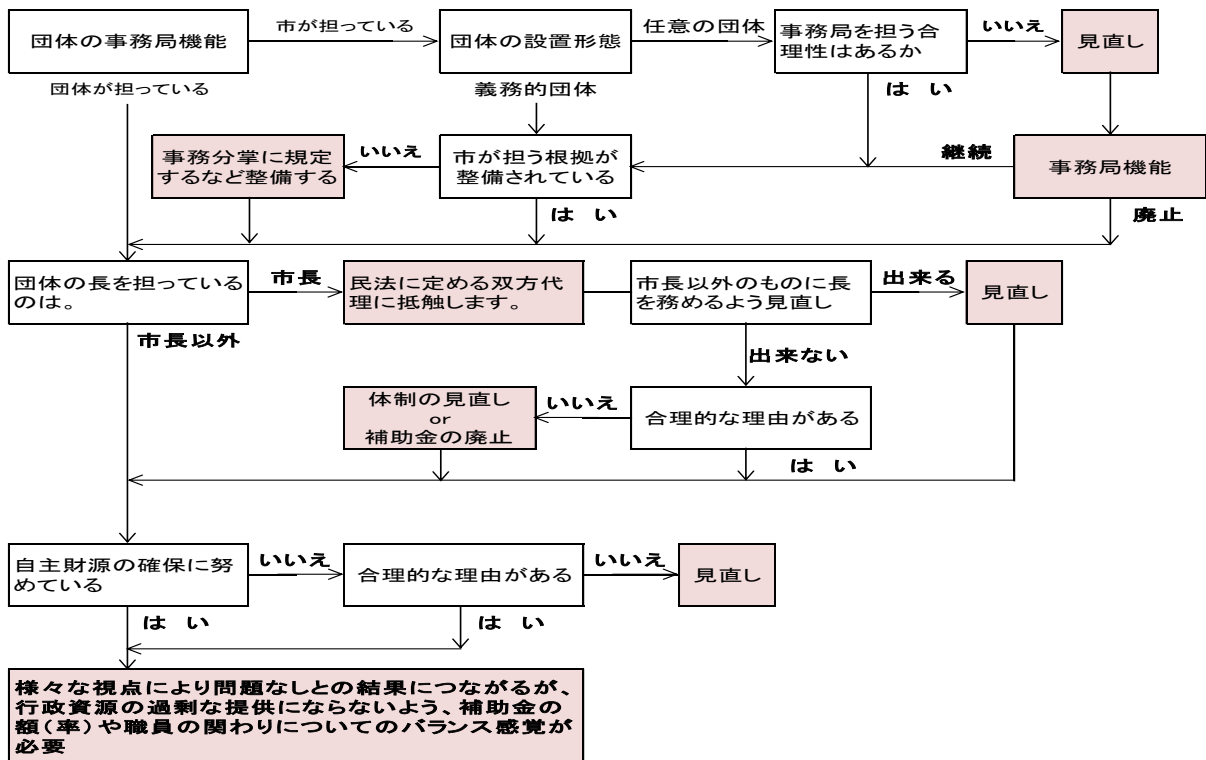 市が担っている
任意の団体
いいえ
団体の事務局機能
団体の設置形態
事務局を担う合
理性はあるか
見直し
団体が担っている
義務的団体
は い
いいえ
継続
事務分掌に規定
するなど整備する
市が担う根拠が
整備されている
事務局機能
は い
廃止
団体の長を担っている
のは。
市長
民法に定める双方代
理に抵触します。
市長以外のものに長
を務めるよう見直し
出来る
見直し
市長以外
出来ない
体制の見直し
or
補助金の廃止
いいえ
合理的な理由がある
は い
自主財源の確保に努
めている
いいえ
合理的な理由がある
いいえ
見直し
は い
は い
様々な視点により問題なしとの結果につながるが、
行政資源の過剰な提供にならないよう、補助金の
額(率)や職員の関わりについてのバランス感覚が
必要